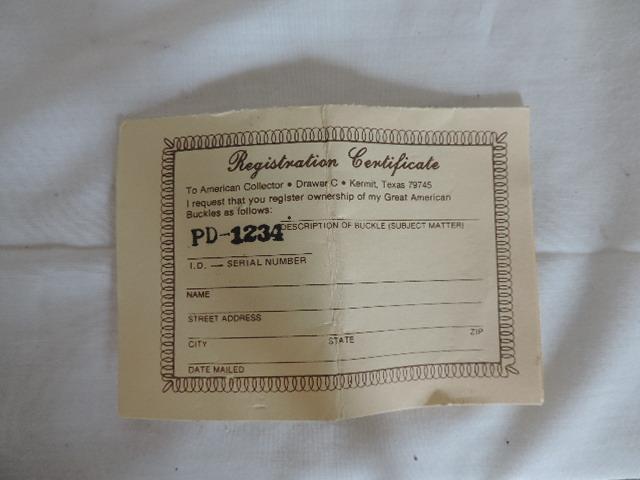 Registration Certificate
To American Collector • Drawer C • Kermit, Texas 79745
I request that you register ownership of my Great American
Buckles as follows:
DESCRIPTION OF BUCKLE (SUBJECT MATTER)
PD-1234
I.D. — SERIAL NUMBER
NAME
STREET ADDRESS
CITY STATE ZIP
DATE MAILED